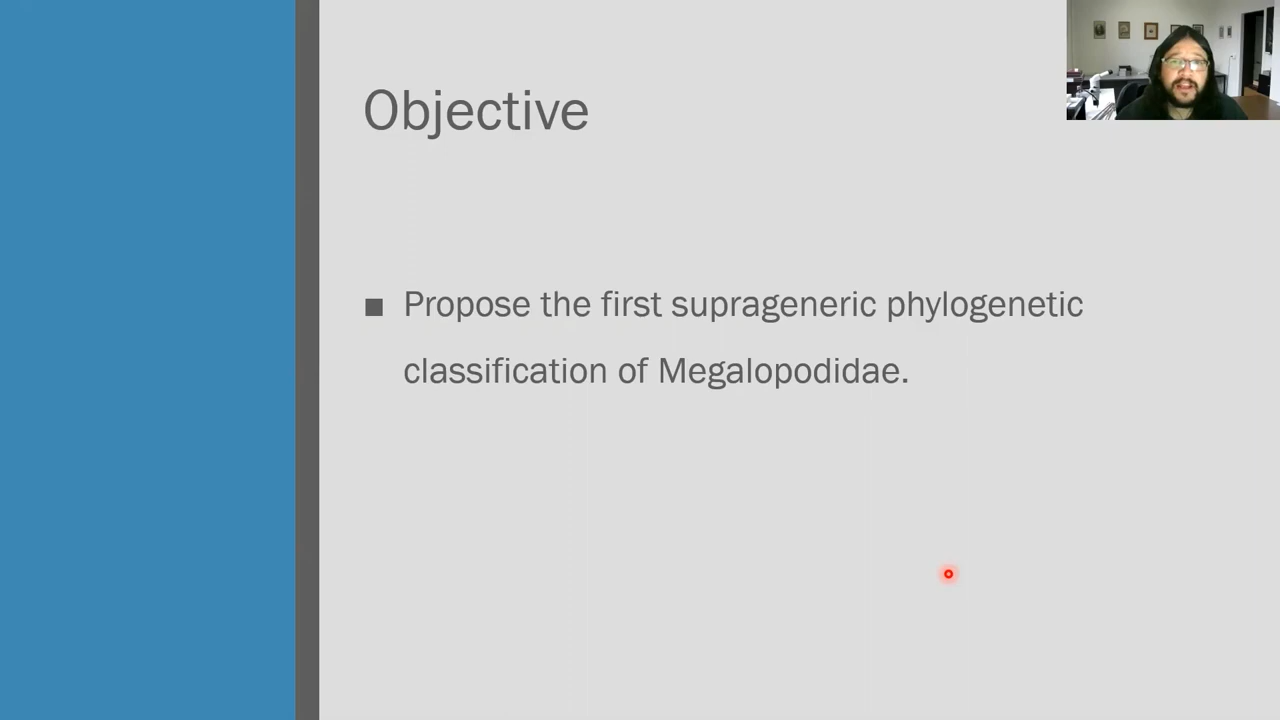 Objective
■ Propose the first suprageneric phylogenetic
classification of Megalopodidae.